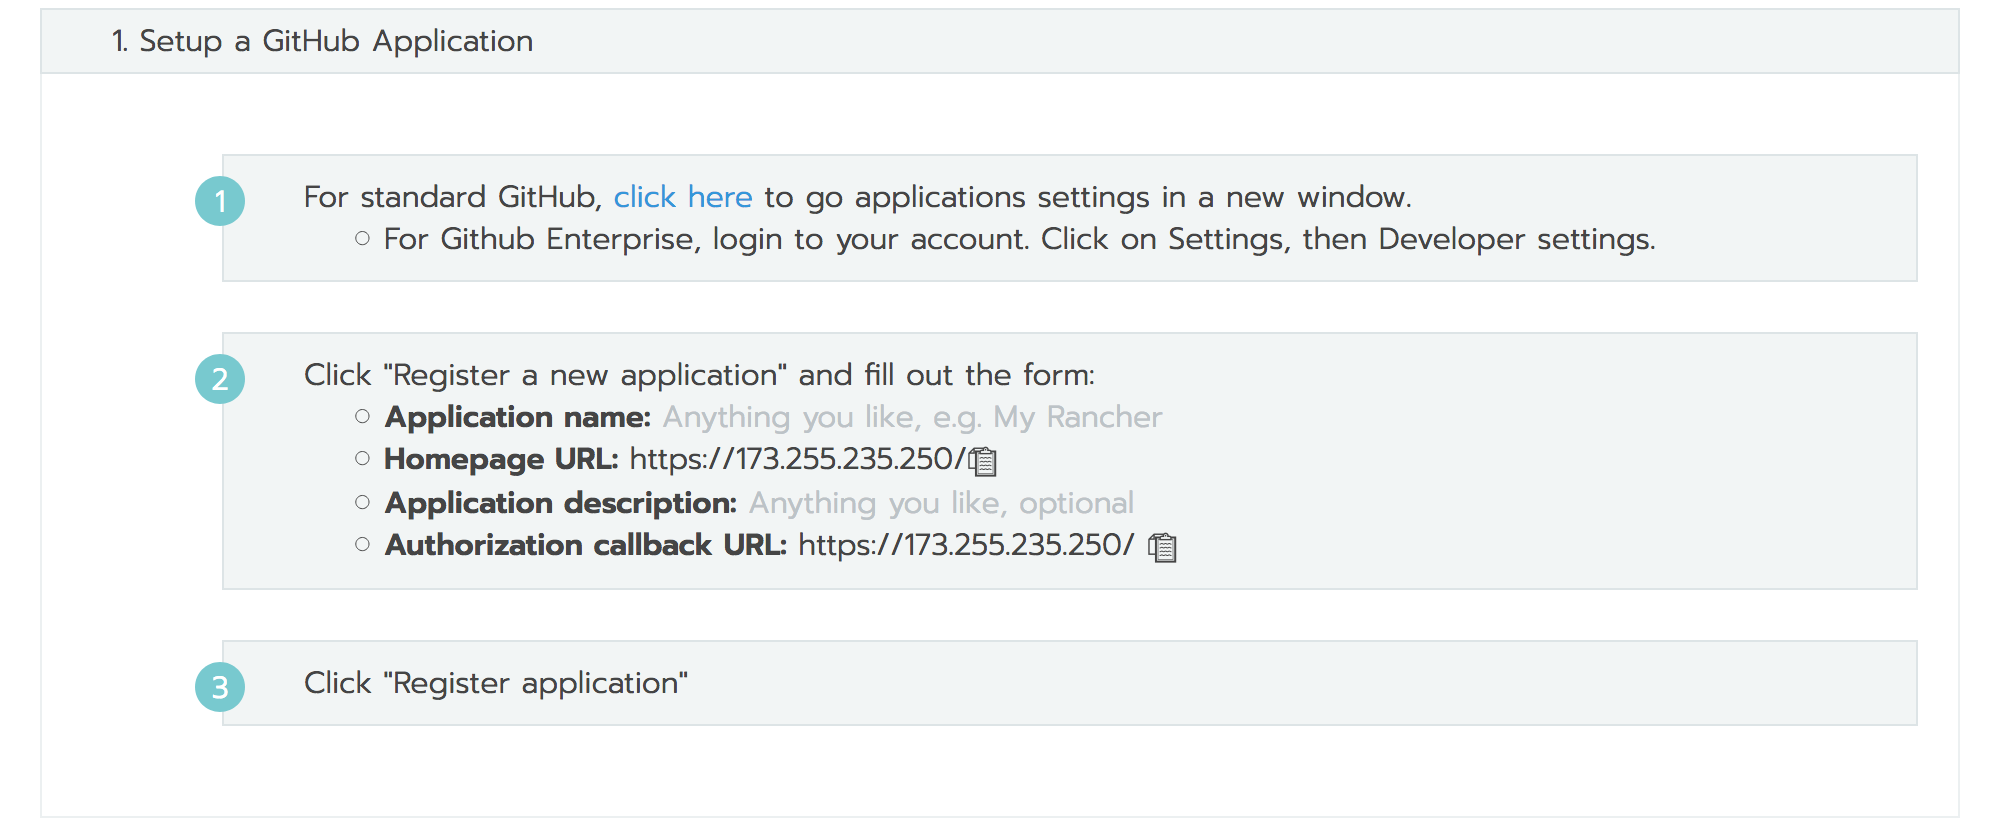 1. Setup a GitHub Application
1
For standard GitHub, click here to go applications settings in a new window.
For Github Enterprise, login to your account. Click on Settings, then Developer settings.
2
Click "Register a new application" and fill out the form:
Application name: Anything you like, e.g. My Rancher
Homepage URL: https://173.255.235.250/
Application description: Anything you like, optional
Authorization callback URL: https://173.255.235.250/
3
Click "Register application"